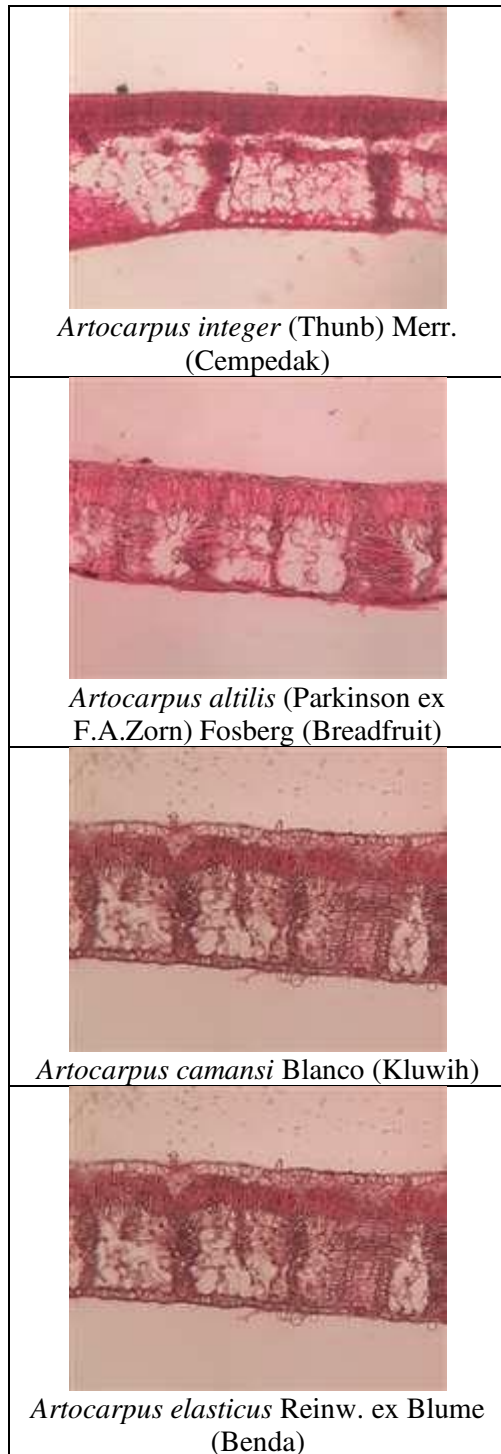 Artocarpus integer (Thunb) Merr.
(Cempedak)
Artocarpus altilis (Parkinson ex
F.A.Zorn) Fosberg (Breadfruit)
Artocarpus camansi Blanco (Kluwih)
Artocarpus elasticus Reinw. ex Blume
(Benda)